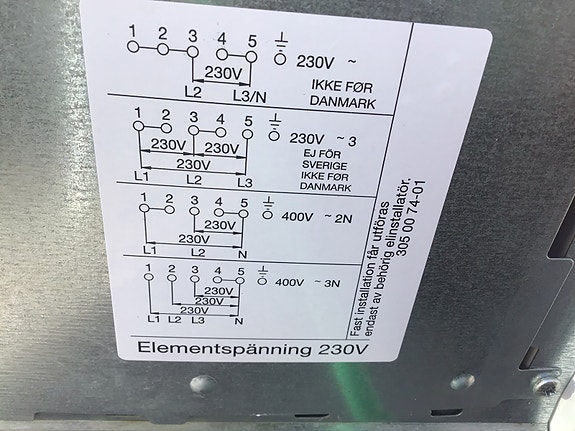 1 2 3 4 5
230V ~
230V
IKKE FØR
DANMARK
L2 L3/N
1 2 3 4 5
230V ~3
230V 230V
EJ FÖR
SVERIGE
IKKE FØR
DANMARK
230V
L1 L2 L3
1 2 3 4 5
400V ~2N
230V
230V
L1 L2 N
1 2 3 4 5
400V ~3N
230V
230V
230V
L1 L2 L3 N
Elementspänning 230V
Fast installation får utföras
endast av behörig elinstallatör.
305 00 74-01